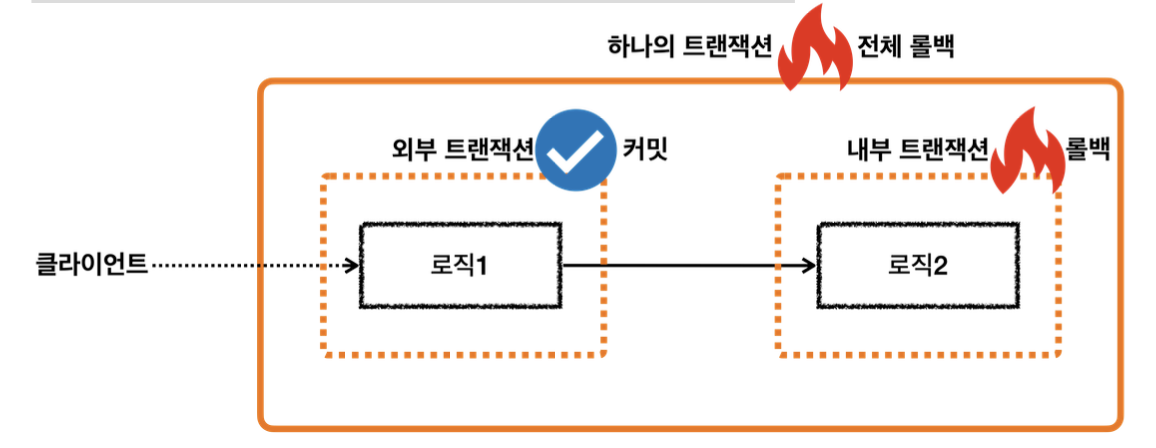 하나의 트랜잭션 전체 롤백
외부 트랜잭션 커밋
내부 트랜잭션 롤백
클라이언트
로직1
로직2